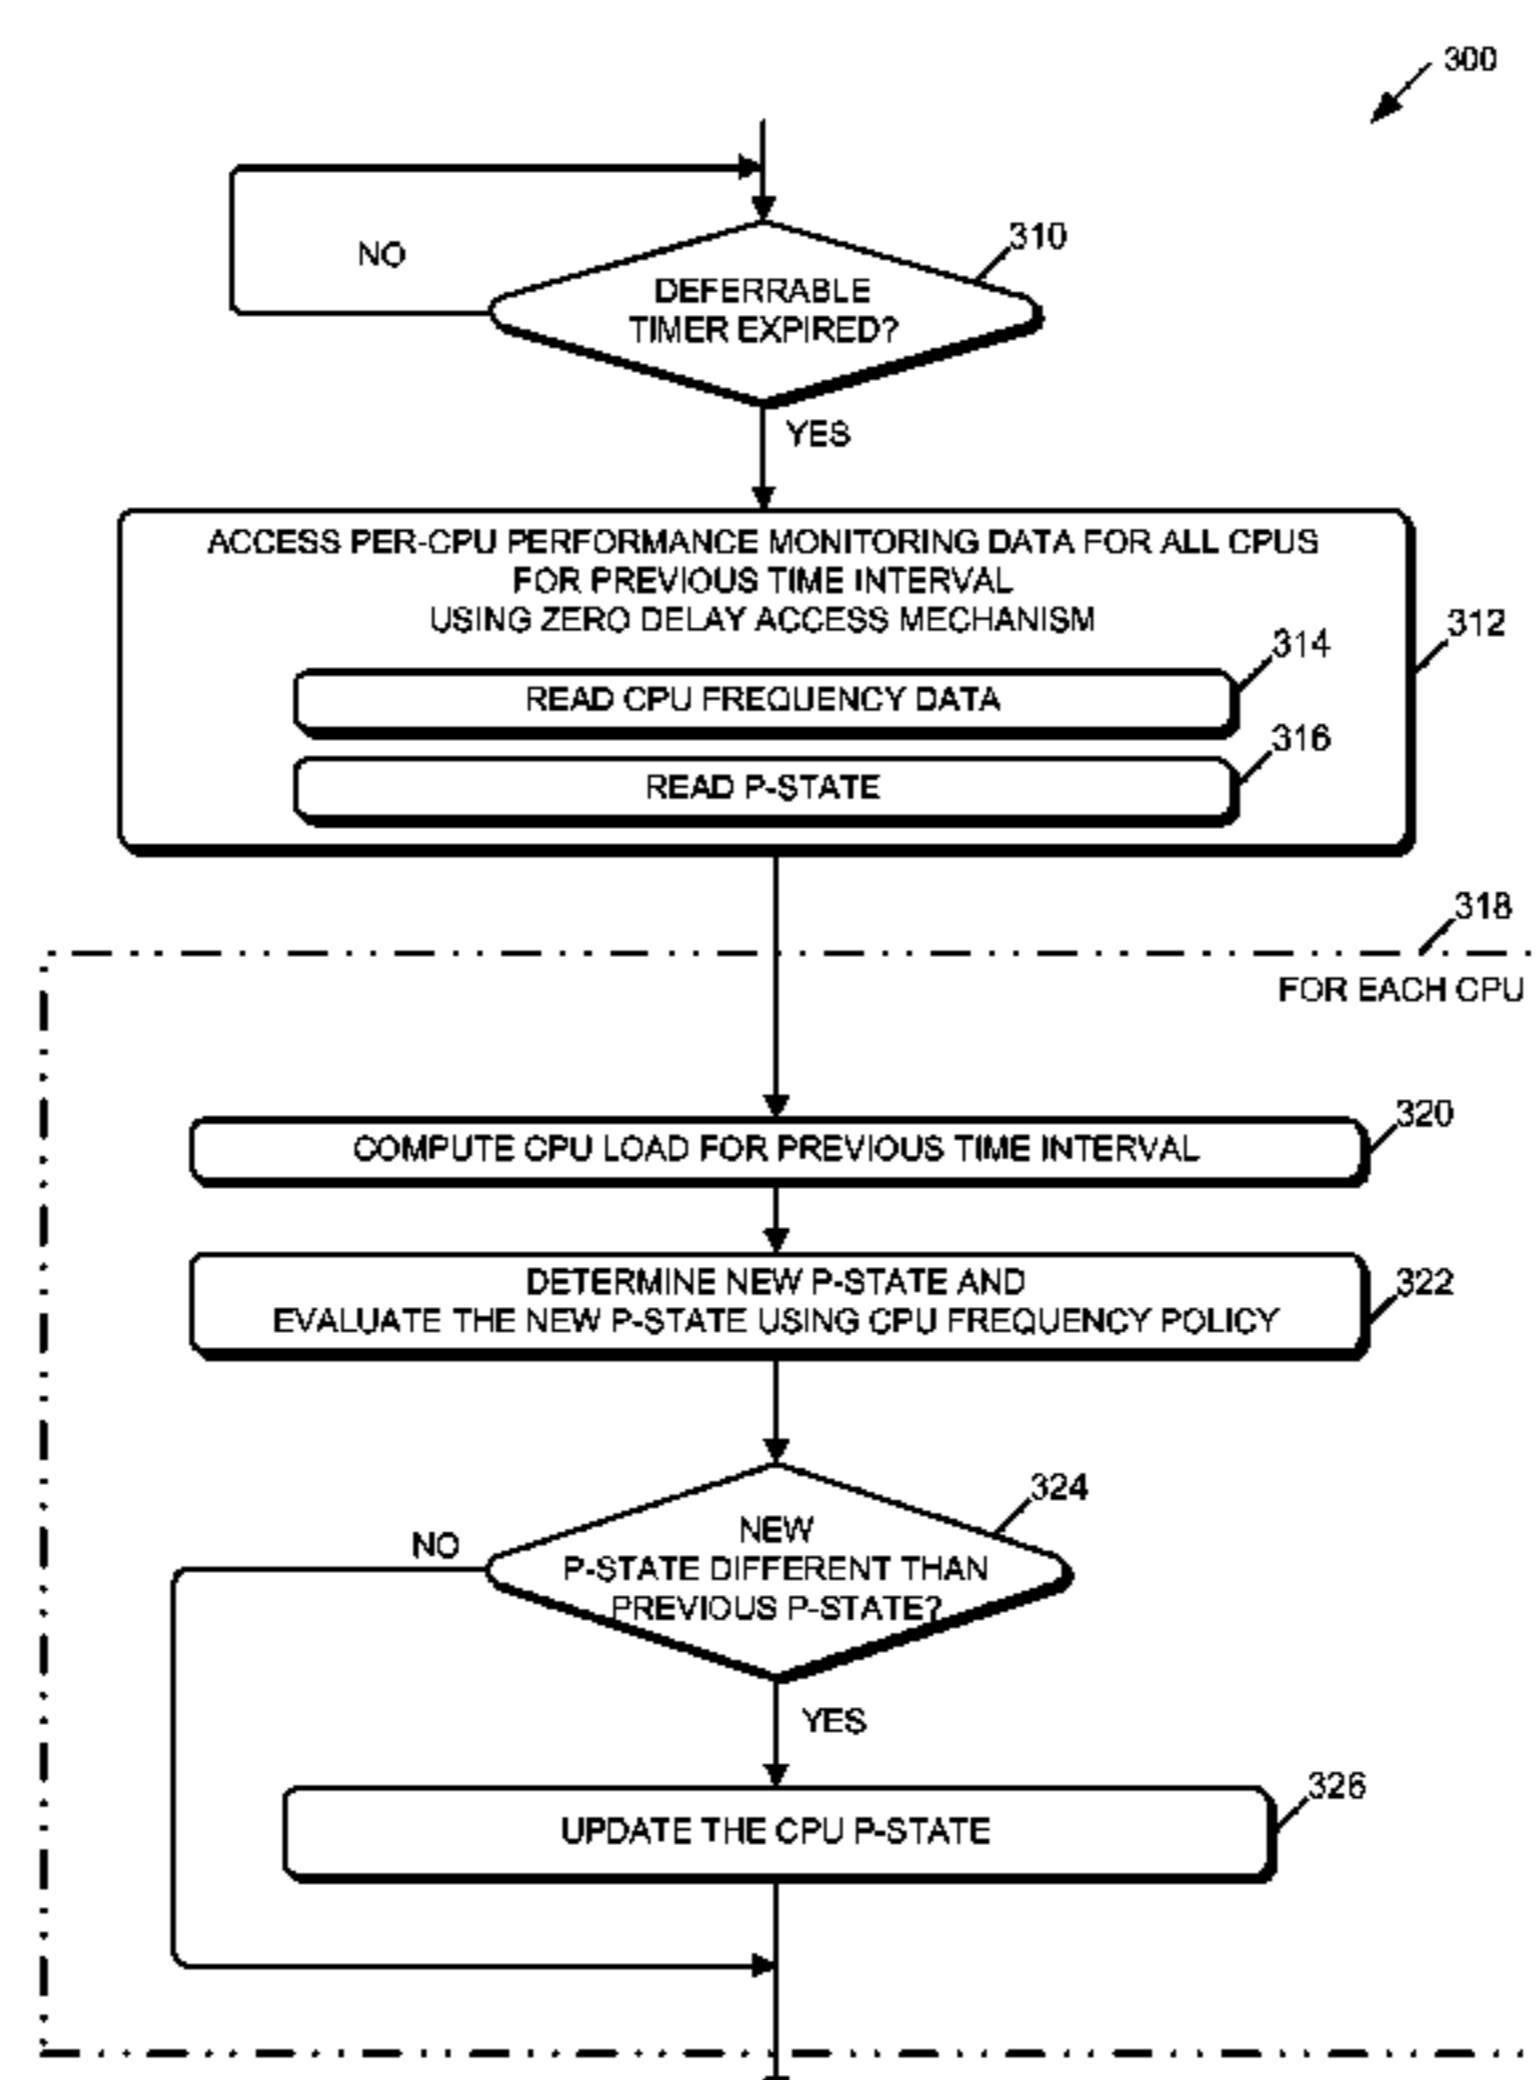 300
NO
310
DEFERRABLE
TIMER EXPIRED?
YES
ACCESS PER-CPU PERFORMANCE MONITORING DATA FOR ALL CPUS
FOR PREVIOUS TIME INTERVAL
USING ZERO DELAY ACCESS MECHANISM
312
314
READ CPU FREQUENCY DATA
316
READ P-STATE
318
FOR EACH CPU
320
COMPUTE CPU LOAD FOR PREVIOUS TIME INTERVAL
DETERMINE NEW P-STATE AND
322
EVALUATE THE NEW P-STATE USING CPU FREQUENCY POLICY
324
NO
NEW
P-STATE DIFFERENT THAN
PREVIOUS P-STATE?
YES
326
UPDATE THE CPU P-STATE